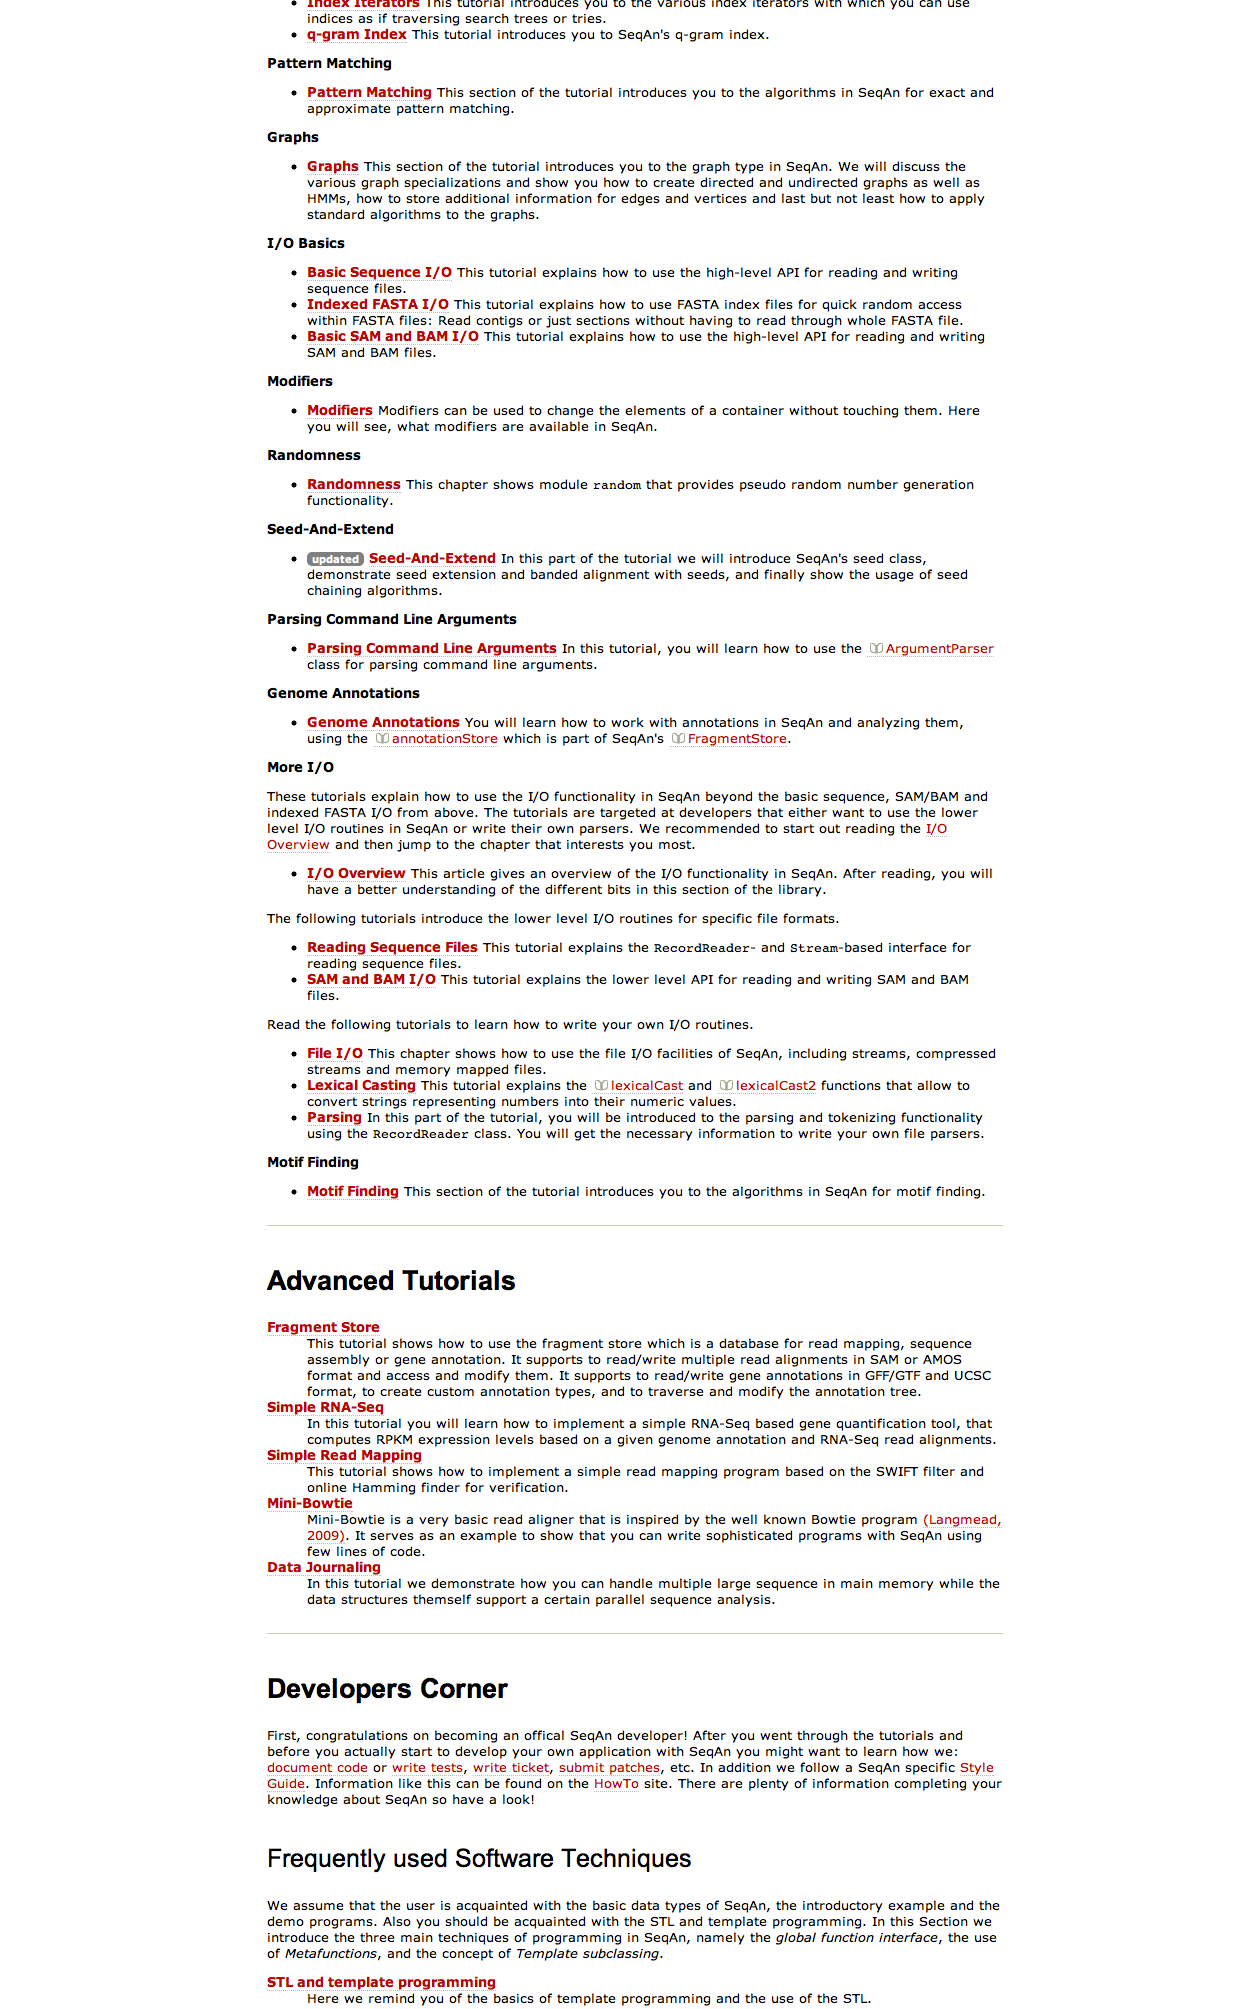 Index Iterators This tutorial introduces you to the various index iterators with which you can use
indices as if traversing search trees or tries.
q-gram Index This tutorial introduces you to SeqAn's q-gram index.
Pattern Matching
Pattern Matching This section of the tutorial introduces you to the algorithms in SeqAn for exact and
approximate pattern matching.
Graphs
Graphs This section of the tutorial introduces you to the graph type in SeqAn. We will discuss the
various graph specializations and show you how to create directed and undirected graphs as well as
HMMs, how to store additional information for edges and vertices and last but not least how to apply
standard algorithms to the graphs.
I/O Basics
Basic Sequence I/O This tutorial explains how to use the high-level API for reading and writing
sequence files.
Indexed FASTA I/O This tutorial explains how to use FASTA index files for quick random access
within FASTA files: Read contigs or just sections without having to read through whole FASTA file.
Basic SAM and BAM I/O This tutorial explains how to use the high-level API for reading and writing
SAM and BAM files.
Modifiers
Modifiers Modifiers can be used to change the elements of a container without touching them. Here
you will see, what modifiers are available in SeqAn.
Randomness
Randomness This chapter shows module random that provides pseudo random number generation
functionality.
Seed-And-Extend
updated Seed-And-Extend In this part of the tutorial we will introduce SeqAn's seed class,
demonstrate seed extension and banded alignment with seeds, and finally show the usage of seed
chaining algorithms.
Parsing Command Line Arguments
Parsing Command Line Arguments In this tutorial, you will learn how to use the ArgumentParser
class for parsing command line arguments.
Genome Annotations
Genome Annotations You will learn how to work with annotations in SeqAn and analyzing them,
using the annotationStore which is part of SeqAn's FragmentStore.
More I/O
These tutorials explain how to use the I/O functionality in SeqAn beyond the basic sequence, SAM/BAM and
indexed FASTA I/O from above. The tutorials are targeted at developers that either want to use the lower
level I/O routines in SeqAn or write their own parsers. We recommended to start out reading the I/O
Overview and then jump to the chapter that interests you most.
I/O Overview This article gives an overview of the I/O functionality in SeqAn. After reading, you will
have a better understanding of the different bits in this section of the library.
The following tutorials introduce the lower level I/O routines for specific file formats.
Reading Sequence Files This tutorial explains the RecordReader- and Stream-based interface for
reading sequence files.
SAM and BAM I/O This tutorial explains the lower level API for reading and writing SAM and BAM
files.
Read the following tutorials to learn how to write your own I/O routines.
File I/O This chapter shows how to use the file I/O facilities of SeqAn, including streams, compressed
streams and memory mapped files.
Lexical Casting This tutorial explains the lexicalCast and lexicalCast2 functions that allow to
convert strings representing numbers into their numeric values.
Parsing In this part of the tutorial, you will be introduced to the parsing and tokenizing functionality
using the RecordReader class. You will get the necessary information to write your own file parsers.
Motif Finding
Motif Finding This section of the tutorial introduces you to the algorithms in SeqAn for motif finding.
Advanced Tutorials
Fragment Store
This tutorial shows how to use the fragment store which is a database for read mapping, sequence
assembly or gene annotation. It supports to read/write multiple read alignments in SAM or AMOS
format and access and modify them. It supports to read/write gene annotations in GFF/GTF and UCSC
format, to create custom annotation types, and to traverse and modify the annotation tree.
Simple RNA-Seq
In this tutorial you will learn how to implement a simple RNA-Seq based gene quantification tool, that
computes RPKM expression levels based on a given genome annotation and RNA-Seq read alignments.
Simple Read Mapping
This tutorial shows how to implement a simple read mapping program based on the SWIFT filter and
online Hamming finder for verification.
Mini-Bowtie
Mini-Bowtie is a very basic read aligner that is inspired by the well known Bowtie program (Langmead,
2009). It serves as an example to show that you can write sophisticated programs with SeqAn using
few lines of code.
Data Journaling
In this tutorial we demonstrate how you can handle multiple large sequence in main memory while the
data structures themself support a certain parallel sequence analysis.
Developers Corner
First, congratulations on becoming an offical SeqAn developer! After you went through the tutorials and
before you actually start to develop your own application with SeqAn you might want to learn how we:
document code or write tests, write ticket, submit patches, etc. In addition we follow a SeqAn specific Style
Guide. Information like this can be found on the HowTo site. There are plenty of information completing your
knowledge about SeqAn so have a look!
Frequently used Software Techniques
We assume that the user is acquainted with the basic data types of SeqAn, the introductory example and the
demo programs. Also you should be acquainted with the STL and template programming. In this Section we
introduce the three main techniques of programming in SeqAn, namely the global function interface, the use
of Metafunctions, and the concept of Template subclassing.
STL and template programming
Here we remind you of the basics of template programming and the use of the STL.